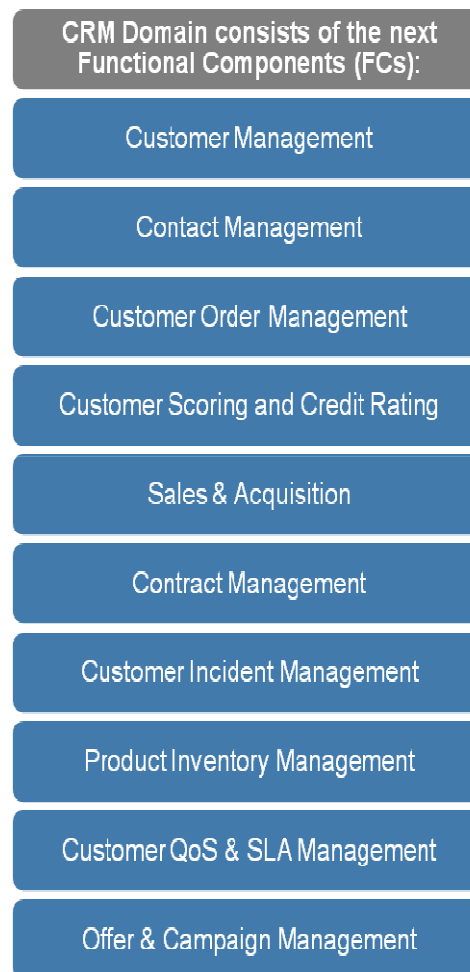 CRM Domain consists of the next
Functional Components (FCs):
Customer Management
Contact Management
Customer Order Management
Customer Scoring and Credit Rating
Sales & Acquisition
Contract Management
Customer Incident Management
Product Inventory Management
Customer QoS & SLA Management
Offer & Campaign Management